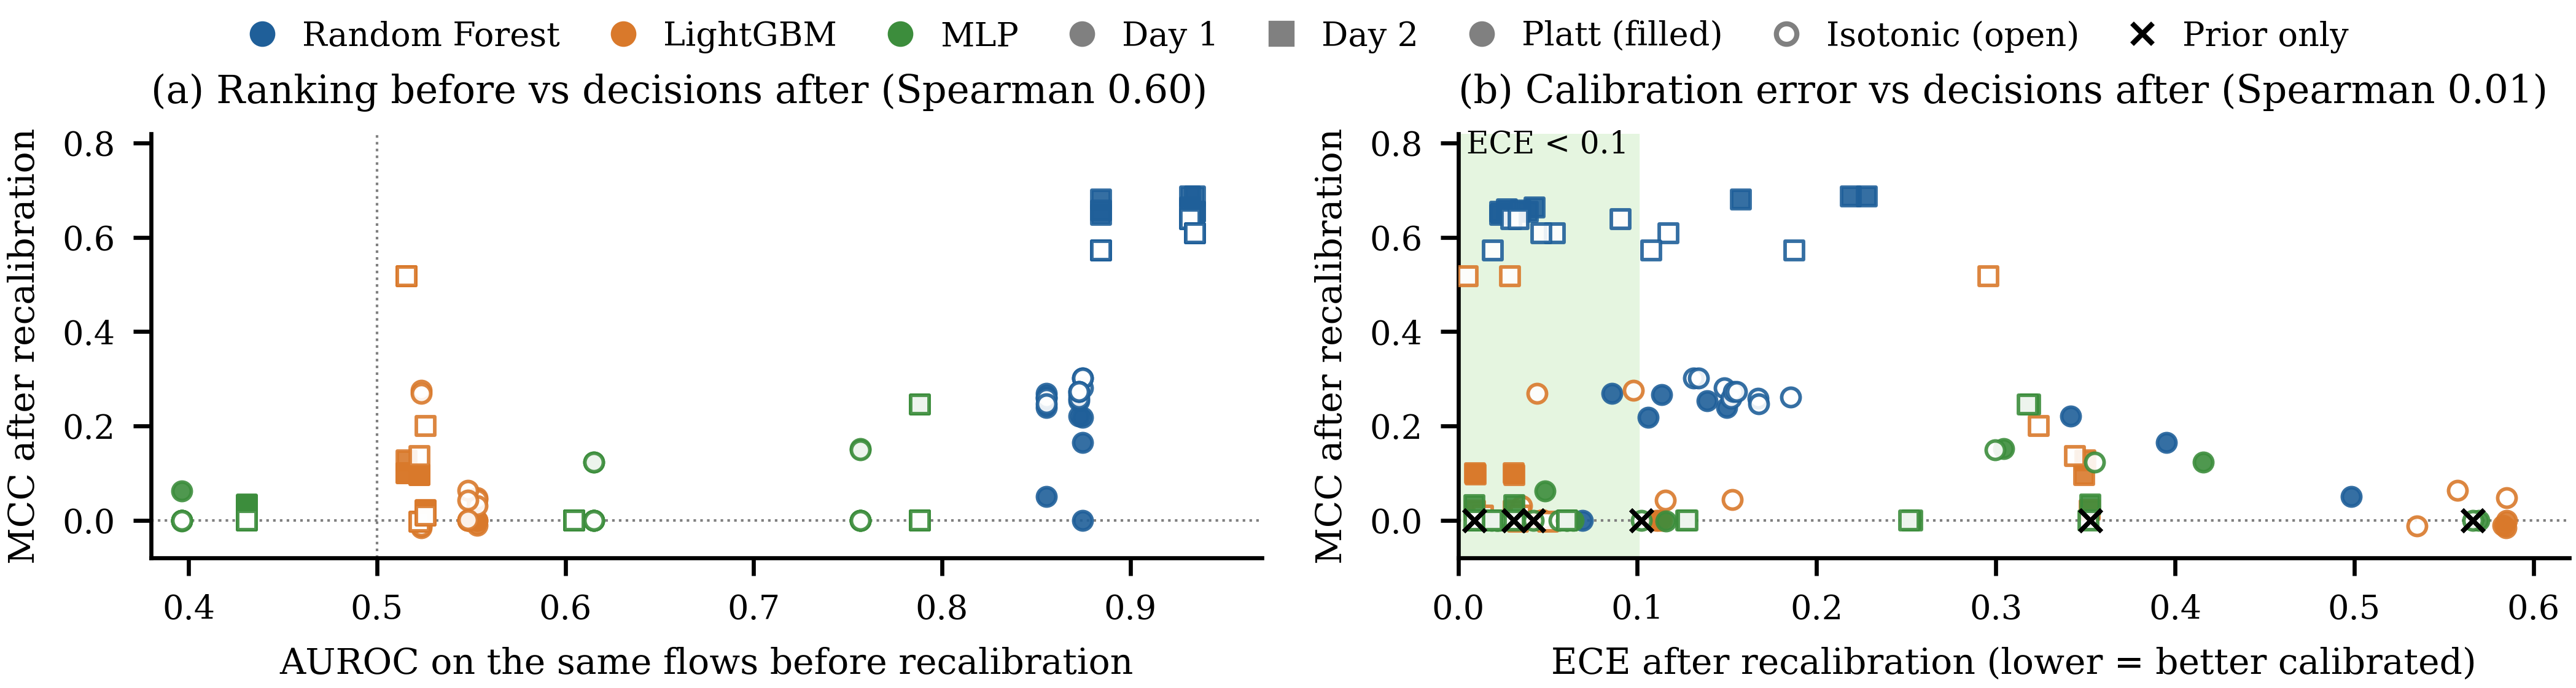 Random Forest LightGBM MLP Day 1 Day 2 Platt (filled) Isotonic (open) Prior only
(a) Ranking before vs decisions after (Spearman 0.60)
MCC after recalibration
0.8
0.6
0.4
0.2
0.0
0.4 0.5 0.6 0.7 0.8 0.9
AUROC on the same flows before recalibration
(b) Calibration error vs decisions after (Spearman 0.01)
MCC after recalibration
ECE < 0.1
0.8
0.6
0.4
0.2
0.0
0.0 0.1 0.2 0.3 0.4 0.5 0.6
ECE after recalibration (lower = better calibrated)